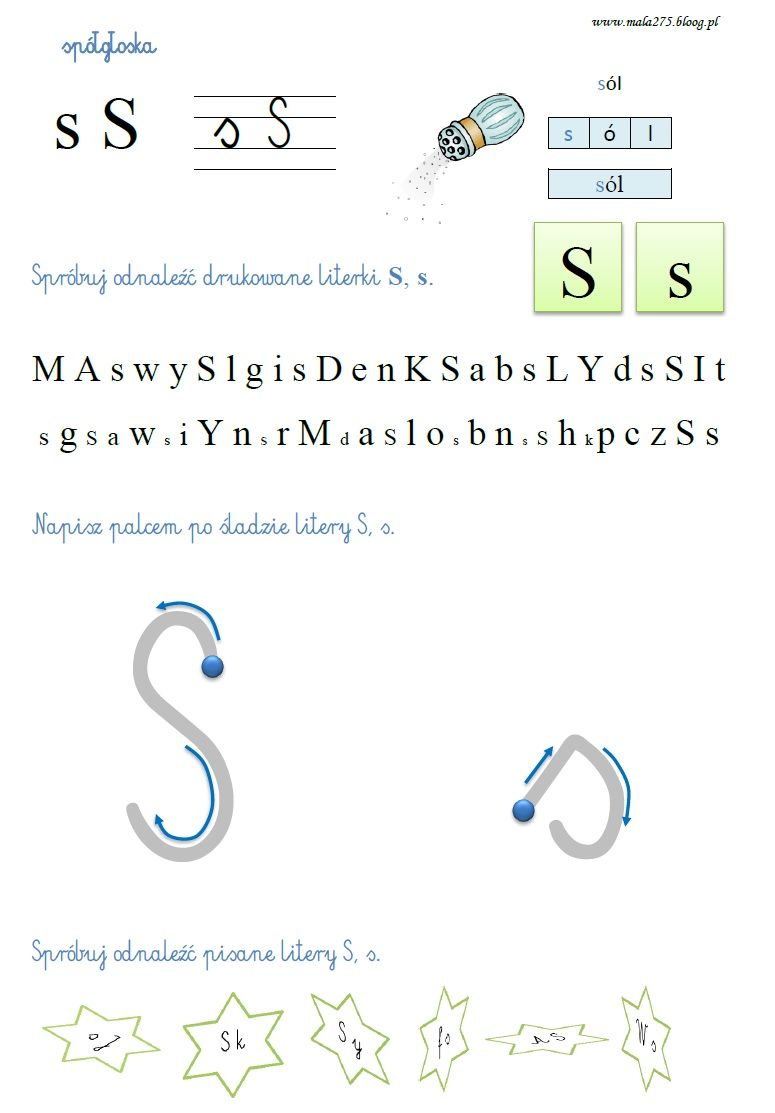 www.mala275.bloog.pl
spółgłoska
s S
s S
sól
s ó l
sól
Spróbuj odnaleźć drukowane literki S, s.
S s
M A s w y S l g i s D e n K S a b s L Y d s S I t
s g s a w s i Y n s r M d a s l o s b n s s h k p c z S s
Napisz palcem po śladzie litery S, s.
Spróbuj odnaleźć pisane litery S, s.
S k
S y
f s
s S
W s